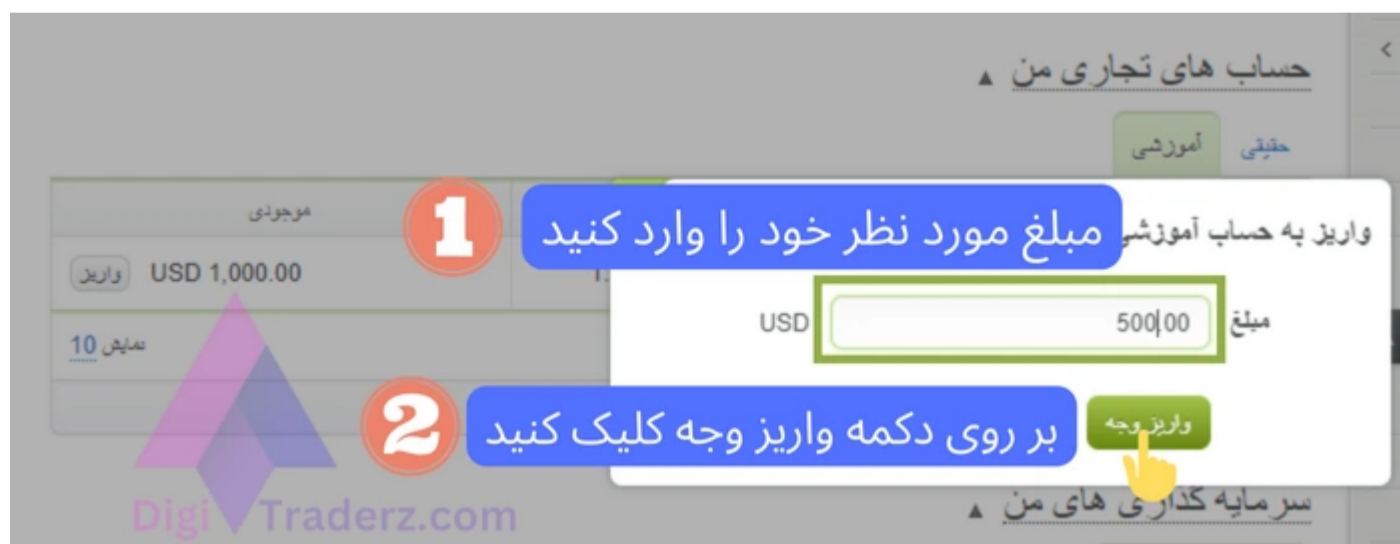 حساب های تجاری من ▲
حقیقی آموزشی
موجودی
1 مبلغ مورد نظر خود را وارد کنید
واریز به حساب آموزشی
USD 1,000.00 واریز
مبلغ 500.00 USD
نمایش 10
واریز وجه
2 بر روی دکمه واریز وجه کلیک کنید
سرمایه گذاری های من ▲
Digi Traderz.com